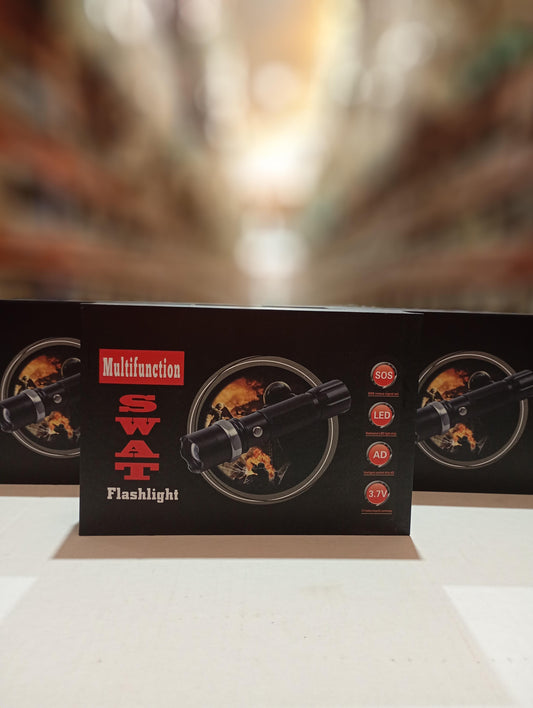 Multifunction
SWAT
Flashlight
SOS
LED
AD
3.7V